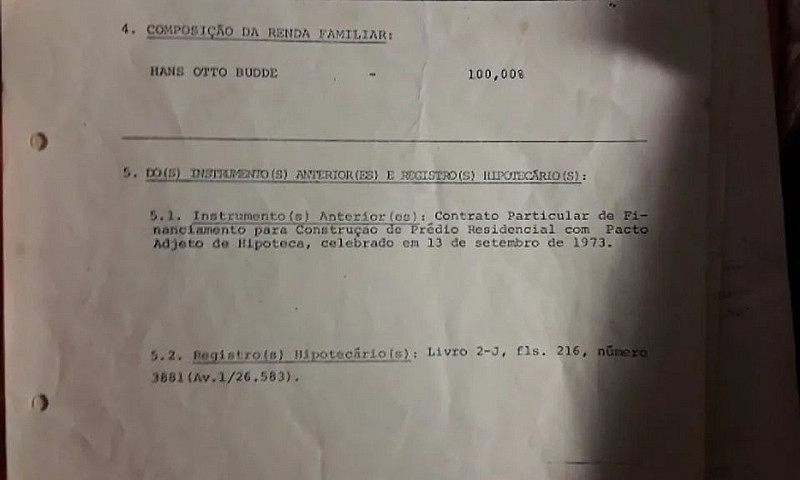 4. COMPOSIÇÃO DA RENDA FAMILIAR:
HANS OTTO BUDDE - 100,00%
5. DO(S) INSTRUMENTO(S) ANTERIOR(ES) E REGISTRO(S) HIPOTECÁRIO(S):
5.1. Instrumento(s) Anterior(es): Contrato Particular de Fi-
nanciamento para Construção de Prédio Residencial com Pacto
Adjeto de Hipoteca, celebrado em 13 de setembro de 1973.
5.2. Registro(s) Hipotecário(s): Livro 2-J, fls. 216, número
3881(Av.1/26.583).